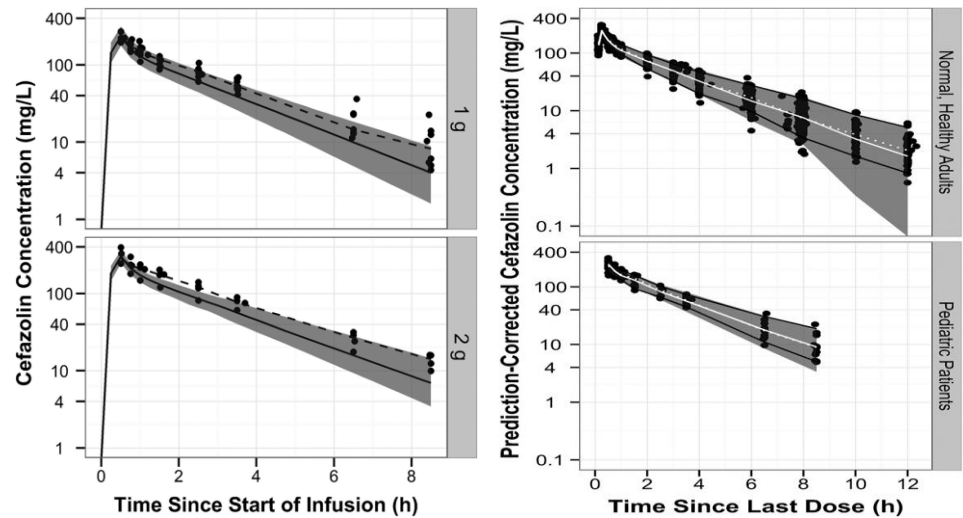 Cefazolin Concentration (mg/L)
400
100
40
10
4
1
1 g
400
100
40
10
4
1
2 g
0 2 4 6 8
Time Since Start of Infusion (h)
Prediction-Corrected Cefazolin Concentration (mg/L)
400
100
40
10
4
1
0.1
Normal, Healthy Adults
400
100
40
10
4
1
0.1
Pediatric Patients
0 2 4 6 8 10 12
Time Since Last Dose (h)